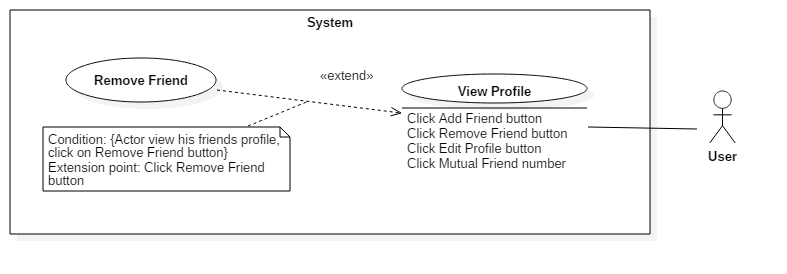 System
Remove Friend
«extend»
View Profile
Click Add Friend button
Click Remove Friend button
Click Edit Profile button
Click Mutual Friend number
Condition: {Actor view his friends profile,
click on Remove Friend button}
Extension point: Click Remove Friend
button
User